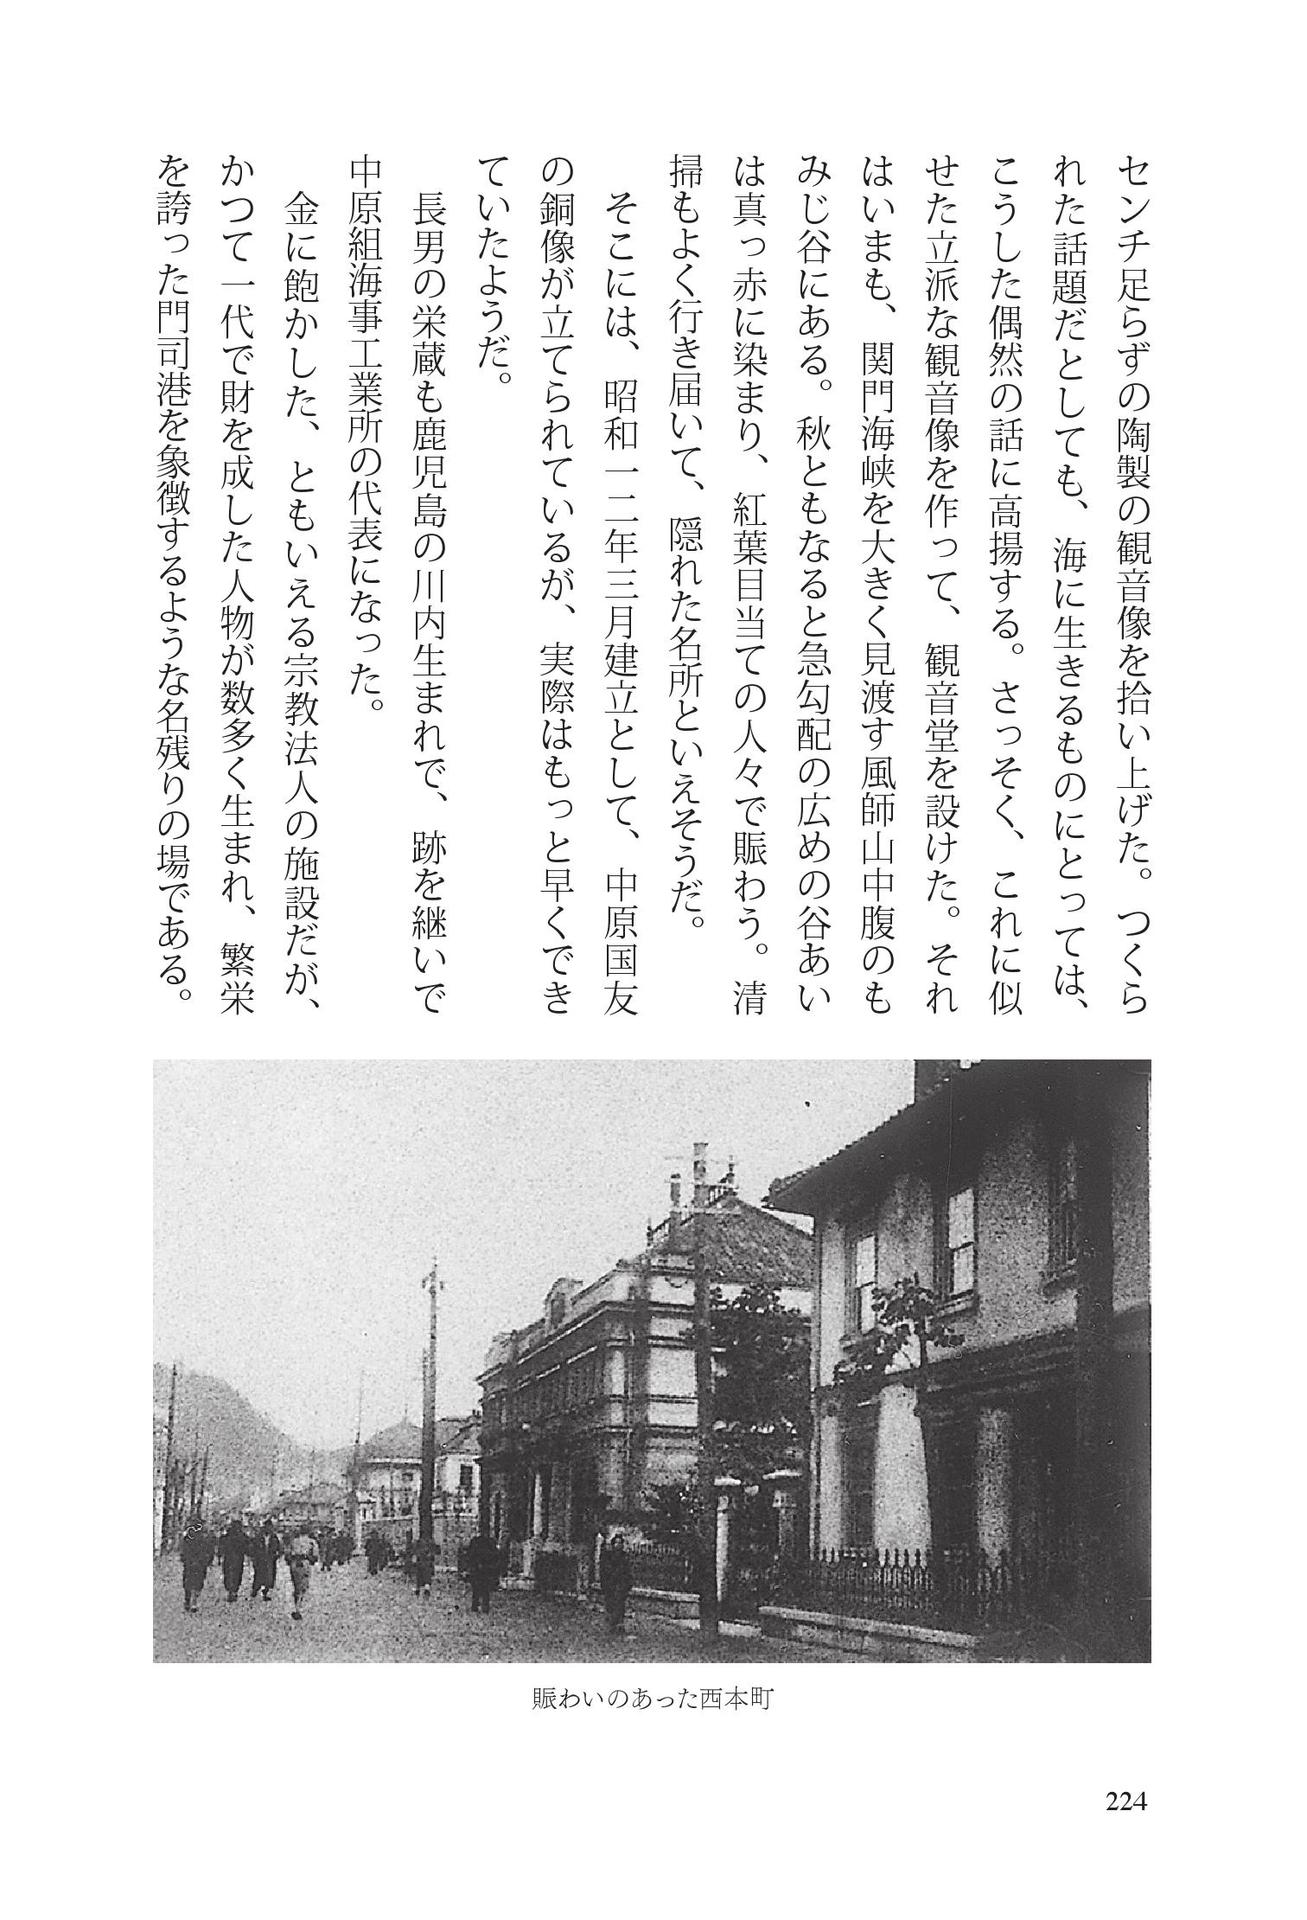 センチ足らずの陶製の観音像を拾い上げた。つくら
れた話題だとしても、海に生きるものにとっては、
こうした偶然の話に高揚する。さっそく、これに似
せた立派な観音像を作って、観音堂を設けた。それ
はいまも、関門海峡を大きく見渡す風師山中腹のも
みじ谷にある。秋ともなると急勾配の広めの谷あい
は真っ赤に染まり、紅葉目当ての人々で賑わう。清
掃もよく行き届いて、隠れた名所といえそうだ。
そこには、昭和一二年三月建立として、中原国友
の銅像が立てられているが、実際はもっと早くでき
ていたようだ。
長男の栄蔵も鹿児島の川内生まれで、跡を継いで
中原組海事工業所の代表になった。
金に飽かした、ともいえる宗教法人の施設だが、
かつて一代で財を成した人物が数多く生まれ、繁栄
を誇った門司港を象徴するような名残りの場である。
賑わいのあった西本町
224